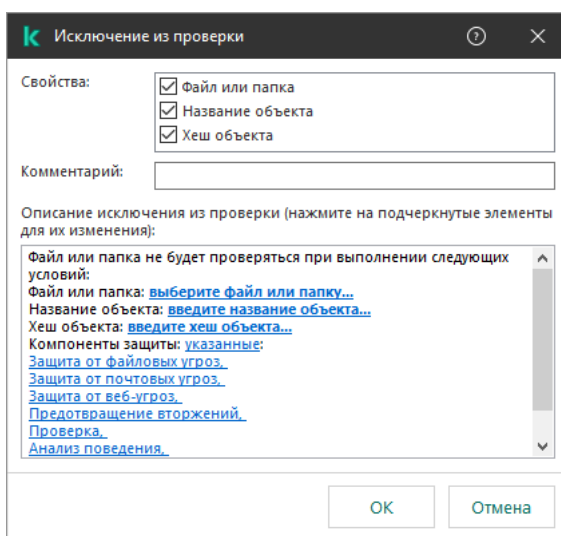 Исключение из проверки
Свойства:
Файл или папка
Название объекта
Хеш объекта
Комментарий:
Описание исключения из проверки (нажмите на подчеркнутые элементы
для их изменения):
Файл или папка не будет проверяться при выполнении следующих
условий:
Файл или папка: выберите файл или папку...
Название объекта: введите название объекта...
Хеш объекта: введите хеш объекта...
Компоненты защиты: указанные:
Защита от файловых угроз,
Защита от почтовых угроз,
Защита от веб-угроз,
Предотвращение вторжений,
Проверка,
Анализ поведения,
ОК
Отмена